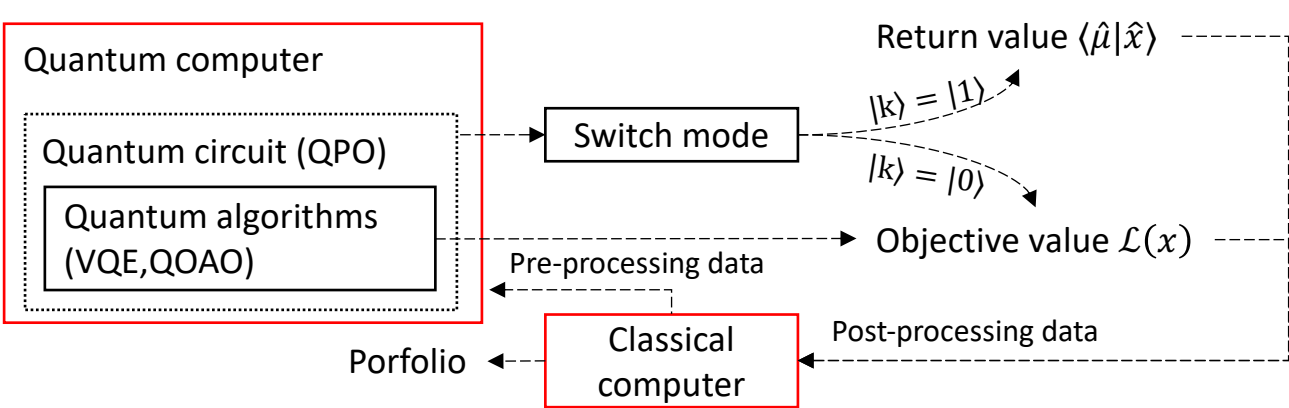 Quantum computer
Quantum circuit (QPO)
Quantum algorithms
(VQE,QOAO)
Switch mode
|k⟩ = |1⟩
|k⟩ = |0⟩
Return value ⟨μ̂|x̂⟩
Objective value ℒ(x)
Pre-processing data
Post-processing data
Classical
computer
Porfolio